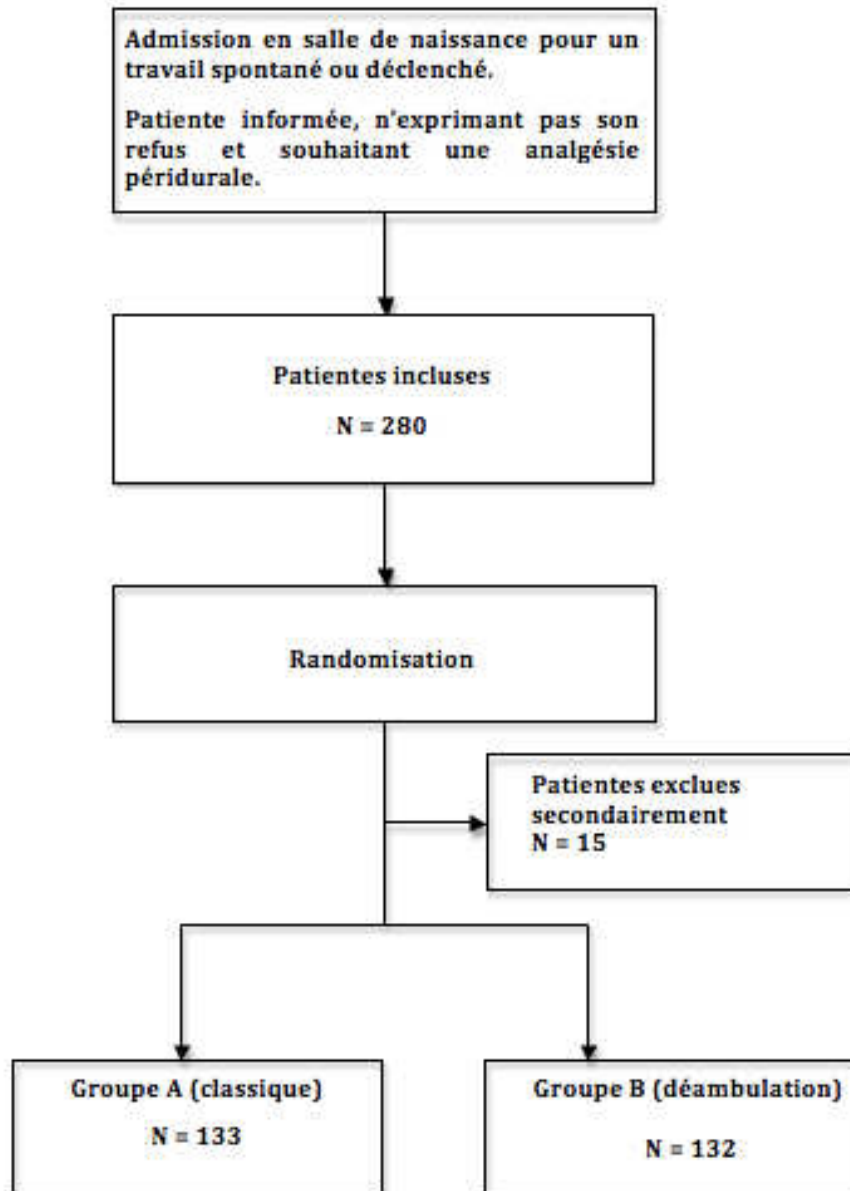 Admission en salle de naissance pour un
travail spontané ou déclenché.
Patiente informée, n'exprimant pas son
refus et souhaitant une analgésie
péridurale.
Patientes incluses
N = 280
Randomisation
Patientes exclues
secondairement
N = 15
Groupe A (classique)
N = 133
Groupe B (déambulation)
N = 132